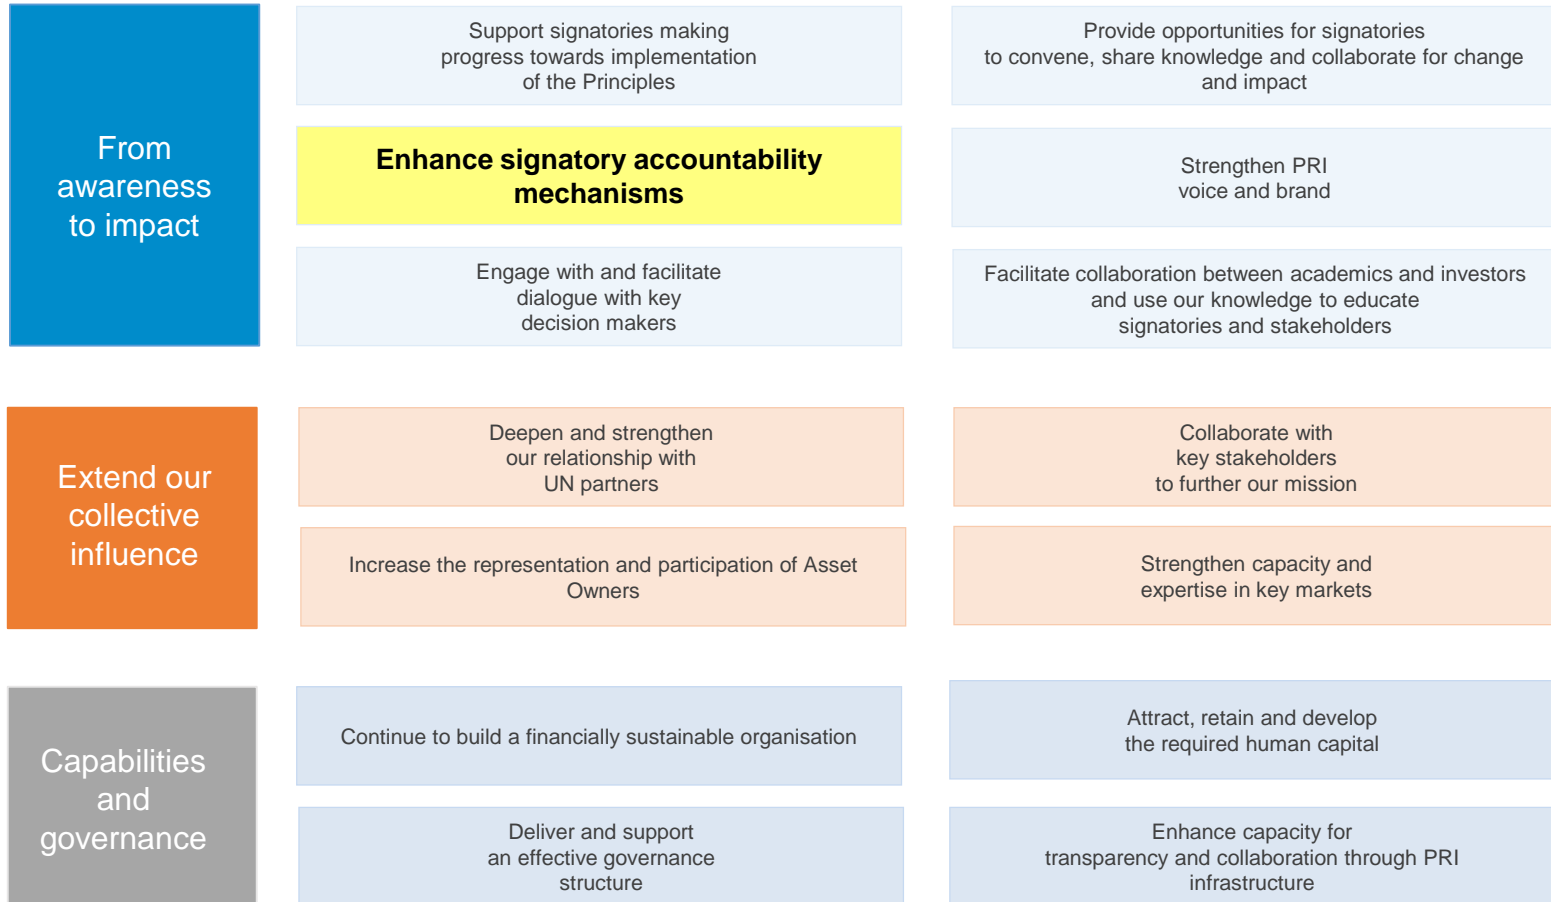 From
awareness
to impact
Support signatories making
progress towards implementation
of the Principles
Provide opportunities for signatories
to convene, share knowledge and collaborate for change
and impact
Enhance signatory accountability
mechanisms
Strengthen PRI
voice and brand
Engage with and facilitate
dialogue with key
decision makers
Facilitate collaboration between academics and investors
and use our knowledge to educate
signatories and stakeholders
Extend our
collective
influence
Deepen and strengthen
our relationship with
UN partners
Collaborate with
key stakeholders
to further our mission
Increase the representation and participation of Asset
Owners
Strengthen capacity and
expertise in key markets
Capabilities
and
governance
Continue to build a financially sustainable organisation
Attract, retain and develop
the required human capital
Deliver and support
an effective governance
structure
Enhance capacity for
transparency and collaboration through PRI
infrastructure